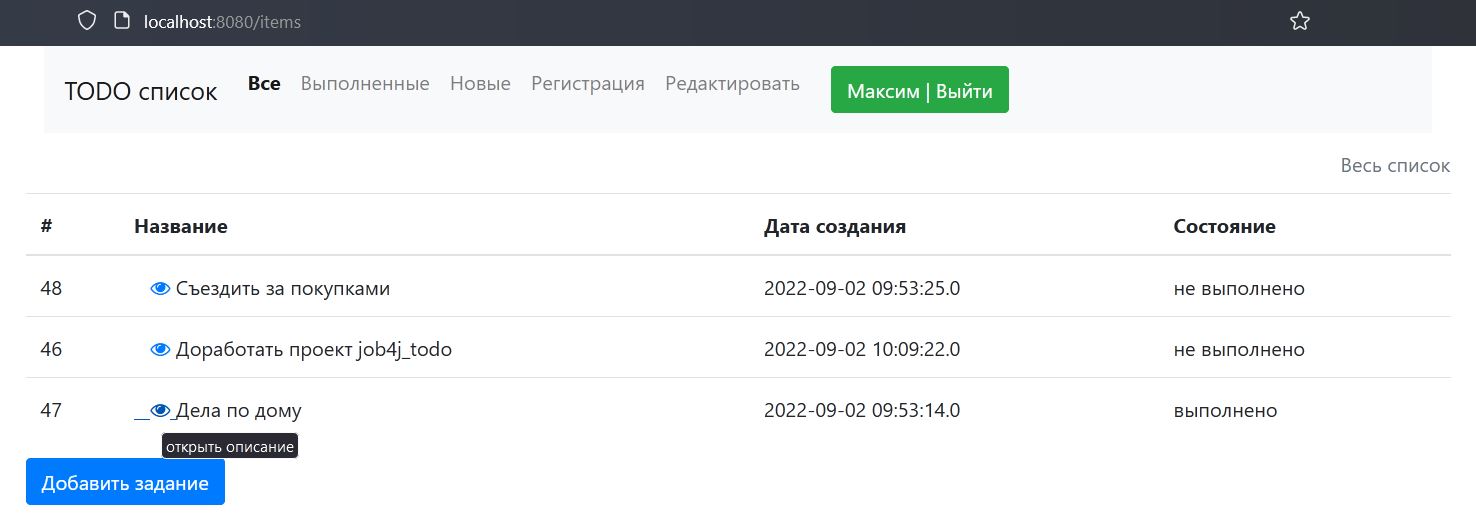 localhost:8080/items
TODO список Все Выполненные Новые Регистрация Редактировать Максим | Выйти
Весь список
# Название Дата создания Состояние
48 Съездить за покупками 2022-09-02 09:53:25.0 не выполнено
46 Доработать проект job4j_todo 2022-09-02 10:09:22.0 не выполнено
47 Дела по дому 2022-09-02 09:53:14.0 выполнено
открыть описание
Добавить задание